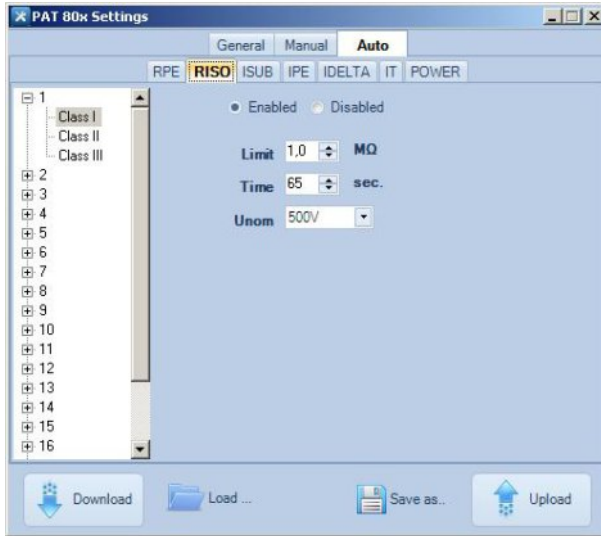 PAT 80x Settings
General Manual Auto
RPE RISO ISUB IPE IDELTA IT POWER
1
Class I
Class II
Class III
2
3
4
5
6
7
8
9
10
11
12
13
14
15
16
Enabled Disabled
Limit 1,0 MΩ
Time 65 sec.
Unom 500V
Download Load ... Save as.. Upload